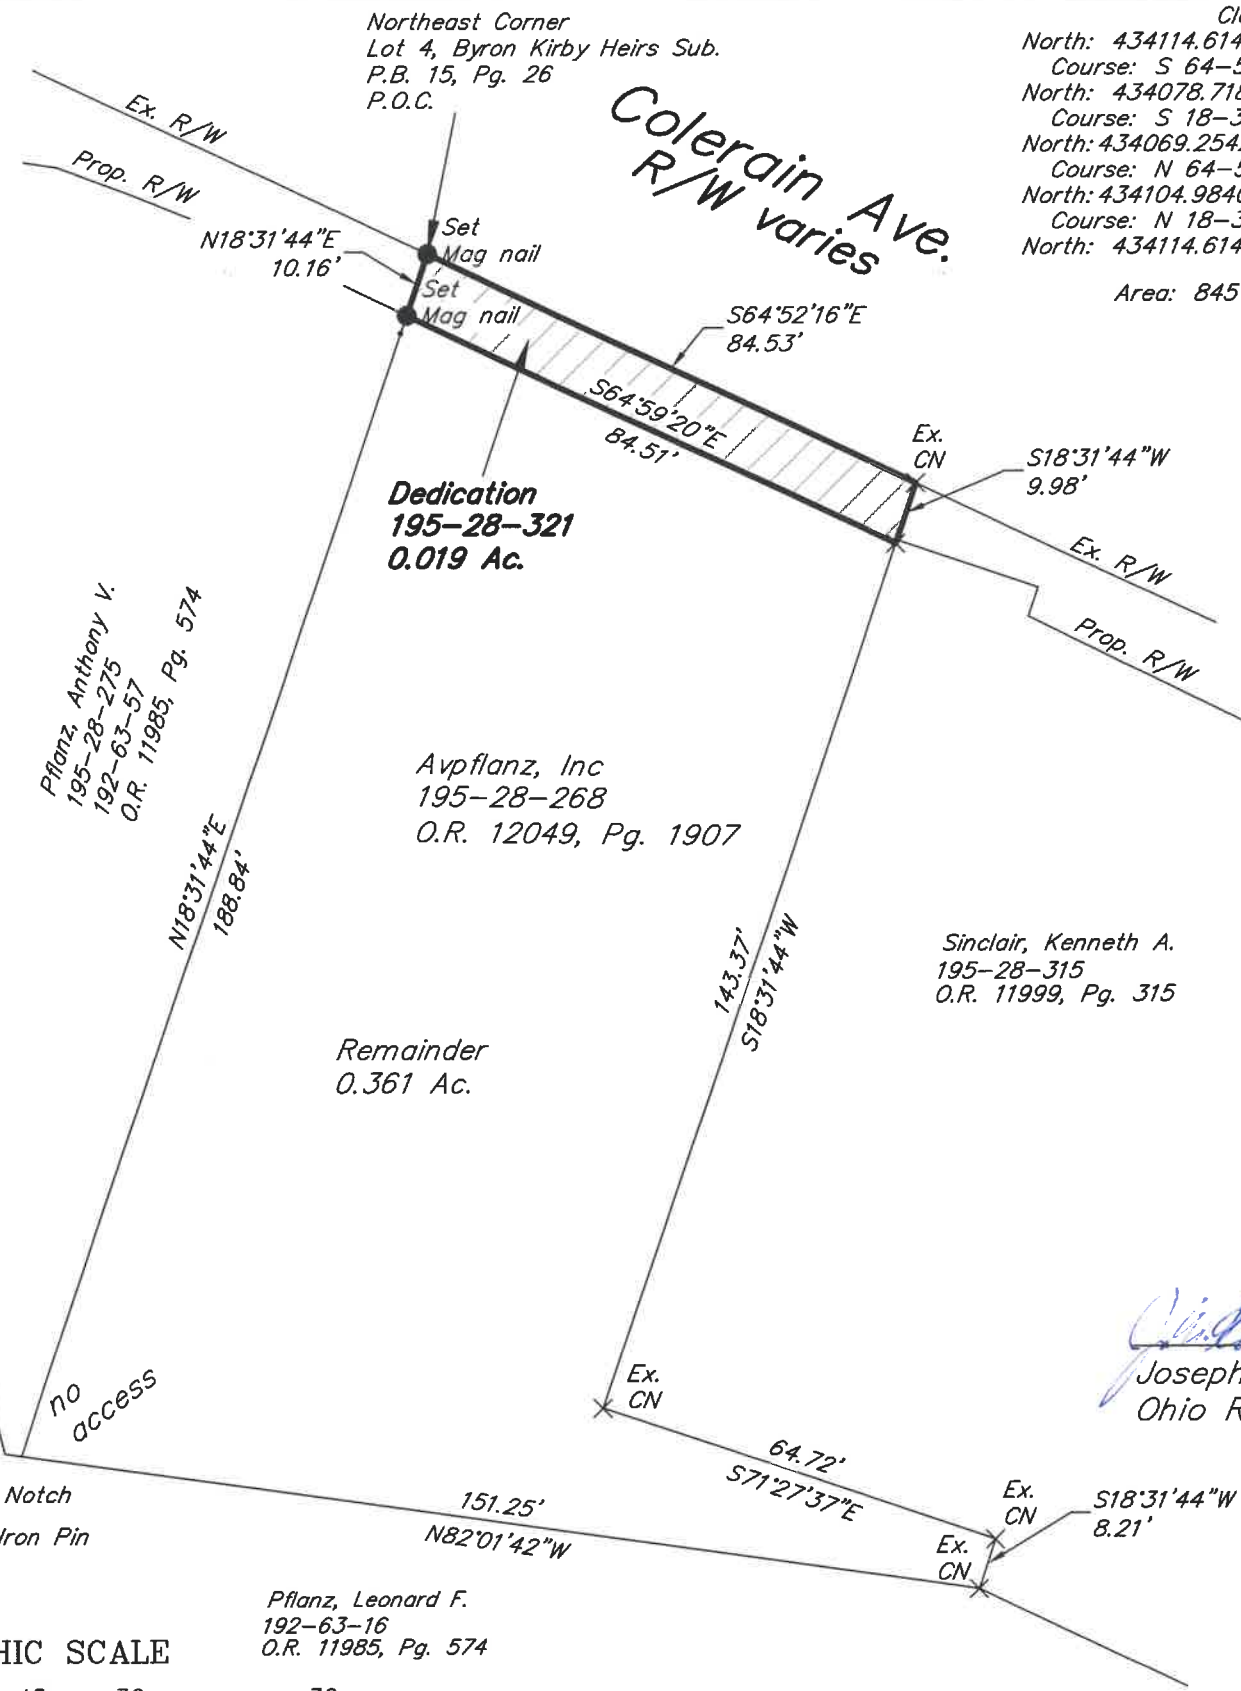 Northeast Corner
Lot 4, Byron Kirby Heirs Sub.
P.B. 15, Pg. 26
P.O.C.
North: 434114.614
Course: S 64-5
North: 434078.718
Course: S 18-3
North: 434069.254
Course: N 64-5
North: 434104.984
Course: N 18-3
North: 434114.614
Area: 845
Colerain Ave.
R/W varies
Ex. R/W
Prop. R/W
N18°31'44"E
10.16'
Set
Mag nail
Set
Mag nail
S64°52'16"E
84.53'
S64°59'20"E
84.51'
Ex.
CN
S18°31'44"W
9.98'
Dedication
195-28-321
0.019 Ac.
Ex. R/W
Prop. R/W
Pflanz, Anthony V.
195-28-275
192-63-57
O.R. 11985, Pg. 574
Avpflanz, Inc
195-28-268
O.R. 12049, Pg. 1907
N18°31'44"E
188.84'
143.37'
S18°31'44"W
Sinclair, Kenneth A.
195-28-315
O.R. 11999, Pg. 315
Remainder
0.361 Ac.
Joseph
Ohio R
no
access
Ex.
CN
64.72'
S71°27'37"E
Ex.
CN
S18°31'44"W
8.21'
Ex.
CN
Notch
Iron Pin
151.25'
N82°01'42"W
Pflanz, Leonard F.
192-63-16
O.R. 11985, Pg. 574
HIC SCALE